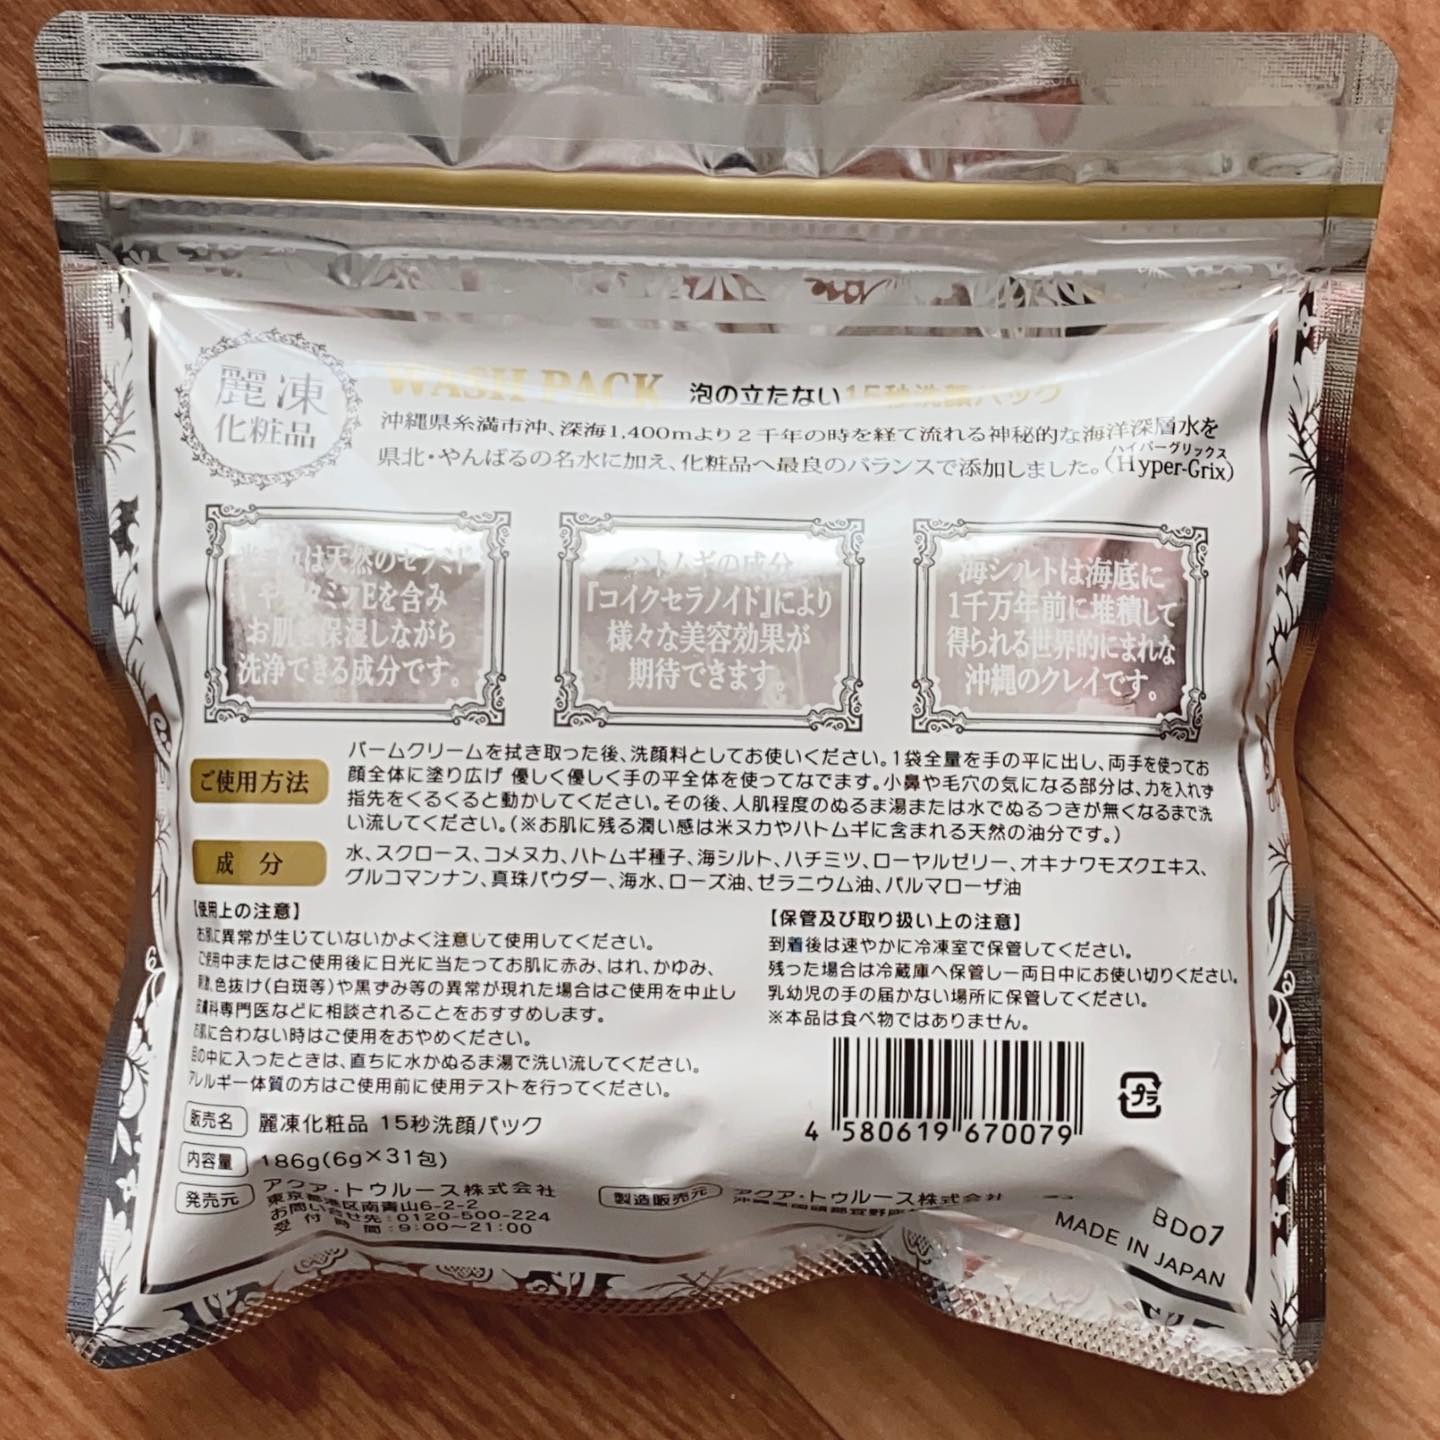 麗凍
化粧品
WASH PACK 泡の立たない15秒洗顔パック
沖縄県糸満市沖、深海1,400mより2千年の時を経て流れる神秘的な海洋深層水を
県北・やんばるの名水に加え、化粧品へ最良のバランスで添加しました。(Hyper-Grix)
ハイパーグリックス
は天然のセラミド
Eを含み
お肌を保湿しながら
洗浄できる成分です。
ハトムギの成分
『コイクセラノイド』により
様々な美容効果が
期待できます。
海シルトは海底に
1千万年前に堆積して
得られる世界的にまれな
沖縄のクレイです。
ご使用方法
バームクリームを拭き取った後、洗顔料としてお使いください。1袋全量を手の平に出し、両手を使ってお
顔全体に塗り広げ 優しく優しく手の平全体を使ってなでます。小鼻や毛穴の気になる部分は、力を入れず
指先をくるくると動かしてください。その後、人肌程度のぬるま湯または水でぬるつきが無くなるまで洗
い流してください。(※お肌に残る潤い感は米ヌカやハトムギに含まれる天然の油分です。)
成 分
水、スクロース、コメヌカ、ハトムギ種子、海シルト、ハチミツ、ローヤルゼリー、オキナワモズクエキス、
グルコマンナン、真珠パウダー、海水、ローズ油、ゼラニウム油、パルマローザ油
【使用上の注意】
お肌に異常が生じていないかよく注意して使用してください。
ご使用中またはご使用後に日光に当たってお肌に赤み、はれ、かゆみ、
刺激、色抜け(白斑等)や黒ずみ等の異常が現れた場合はご使用を中止し
皮膚科専門医などに相談されることをおすすめします。
お肌に合わない時はご使用をおやめください。
目の中に入ったときは、直ちに水かぬるま湯で洗い流してください。
アレルギー体質の方はご使用前に使用テストを行ってください。
【保管及び取り扱い上の注意】
到着後は速やかに冷凍室で保管してください。
残った場合は冷蔵庫へ保管し一両日中にお使い切りください。
乳幼児の手の届かない場所に保管してください。
※本品は食べ物ではありません。
4 580619 670079
プラ
販売名 麗凍化粧品 15秒洗顔パック
内容量 186g(6g×31包)
発売元 アクア・トゥルース株式会社
東京都港区南青山6-2-2
お問い合せ先:0120-500-224
受付時間:9:00～21:00
製造販売元 アクア・トゥルース株式会社
BD07
MADE IN JAPAN